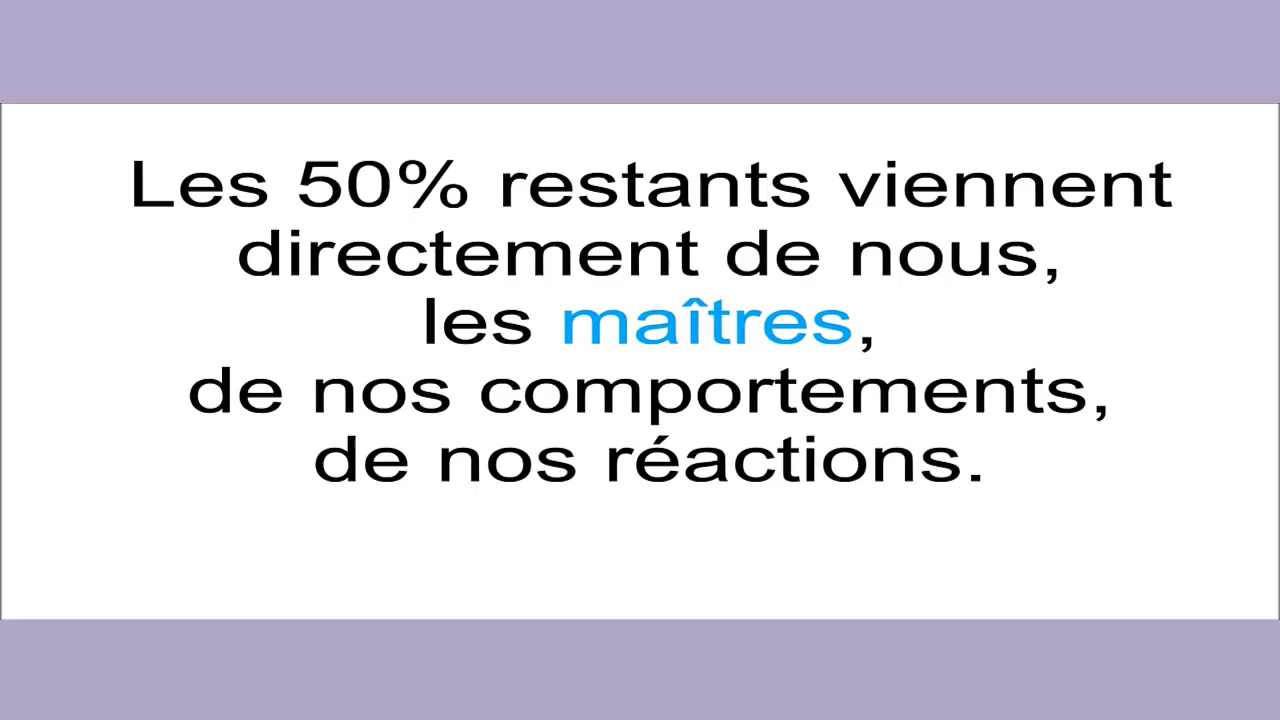 Les 50% restants viennent
directement de nous,
les maîtres,
de nos comportements,
de nos réactions.